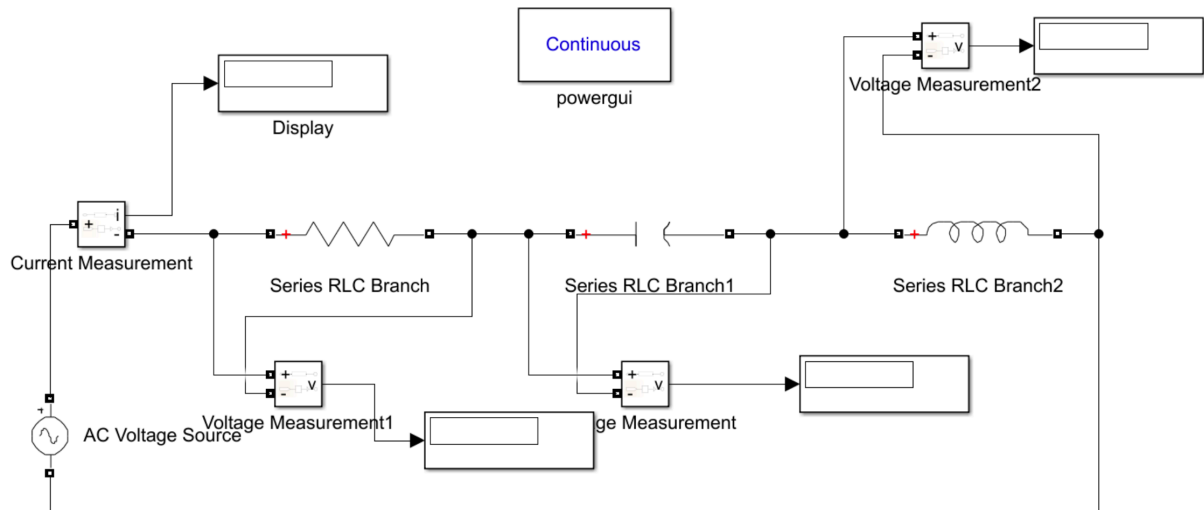 Continuous
powergui
Voltage Measurement2
Display
Current Measurement
Series RLC Branch
Series RLC Branch1
Series RLC Branch2
Voltage Measurement1
ge Measurement
AC Voltage Source
+
-
v
i
+
-
+
+
+
+
-
v
+
-
v
+